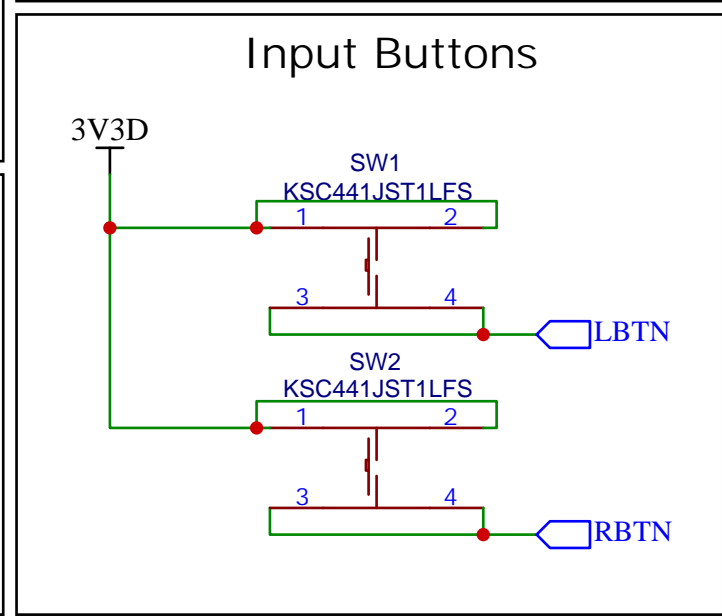 Input Buttons
3V3D
SW1
KSC441JST1LFS
1 2
3 4
LBTN
SW2
KSC441JST1LFS
1 2
3 4
RBTN